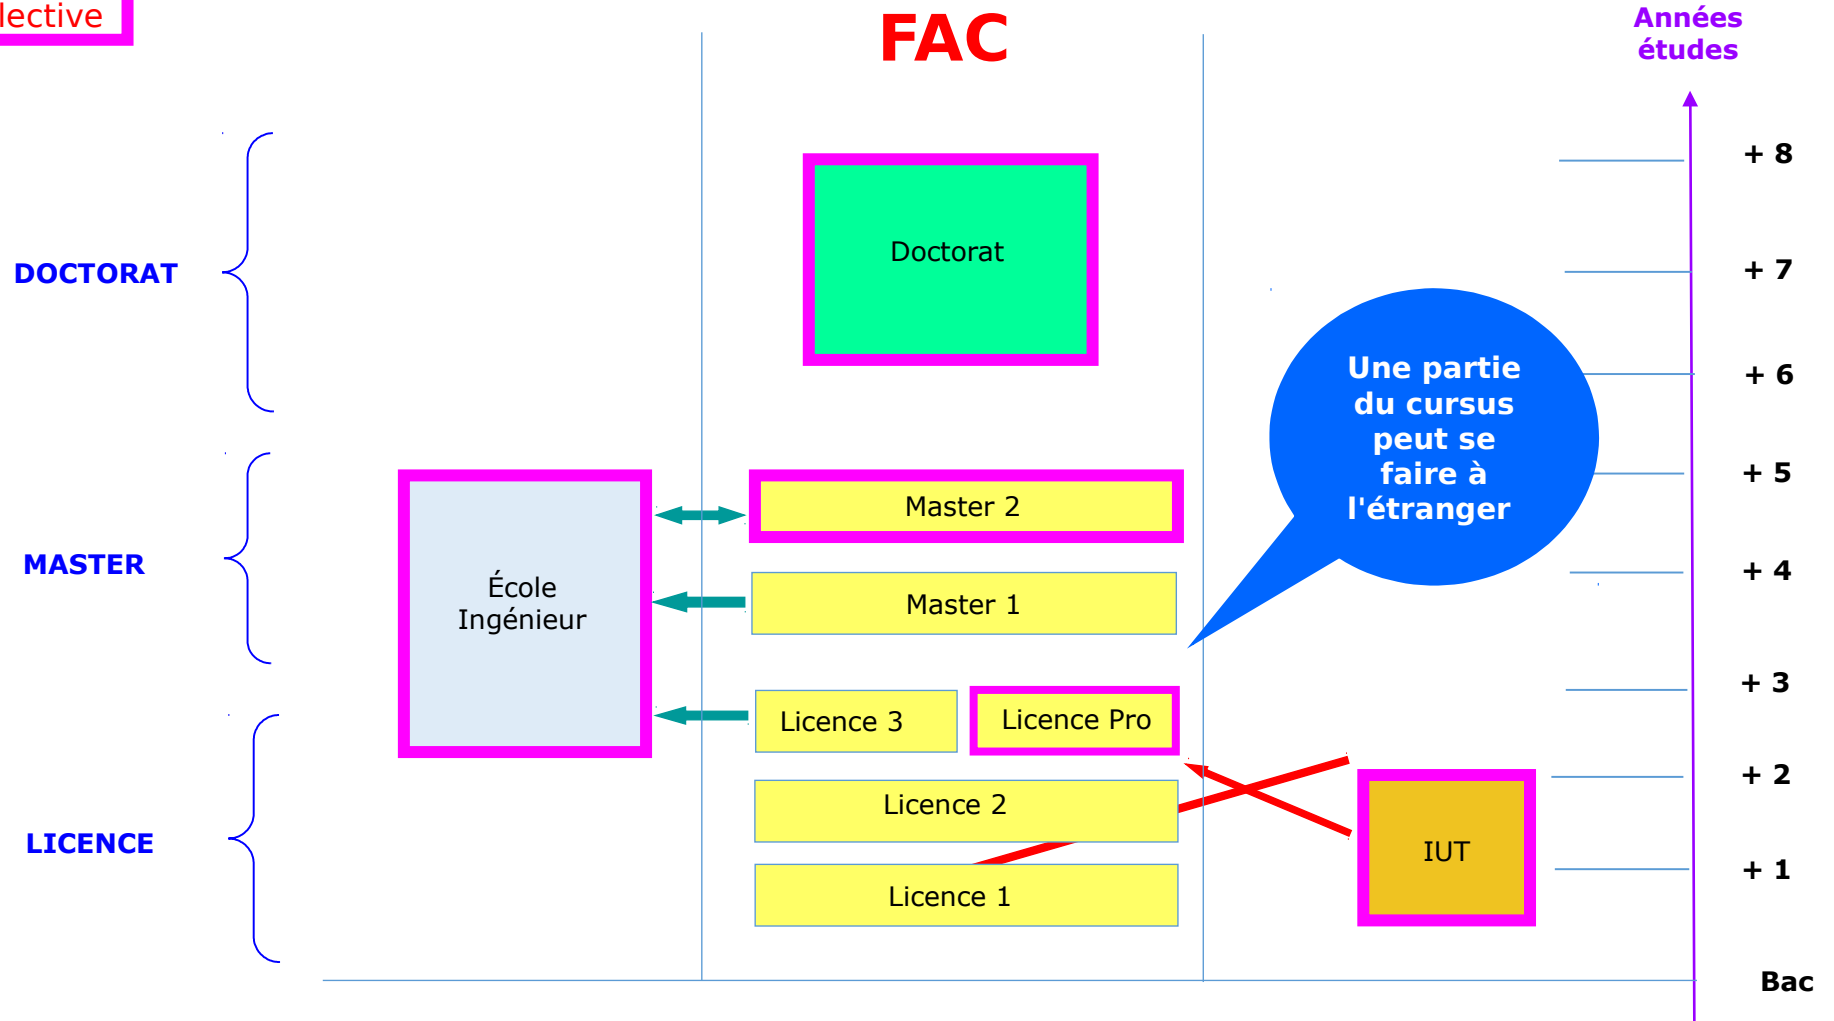 lective
FAC
Années
études
+ 8
Doctorat
+ 7
DOCTORAT
Une partie
du cursus
peut se
faire à
l'étranger
+ 6
+ 5
Master 2
MASTER
+ 4
École
Ingénieur
Master 1
+ 3
Licence 3
Licence Pro
+ 2
Licence 2
LICENCE
IUT
+ 1
Licence 1
Bac